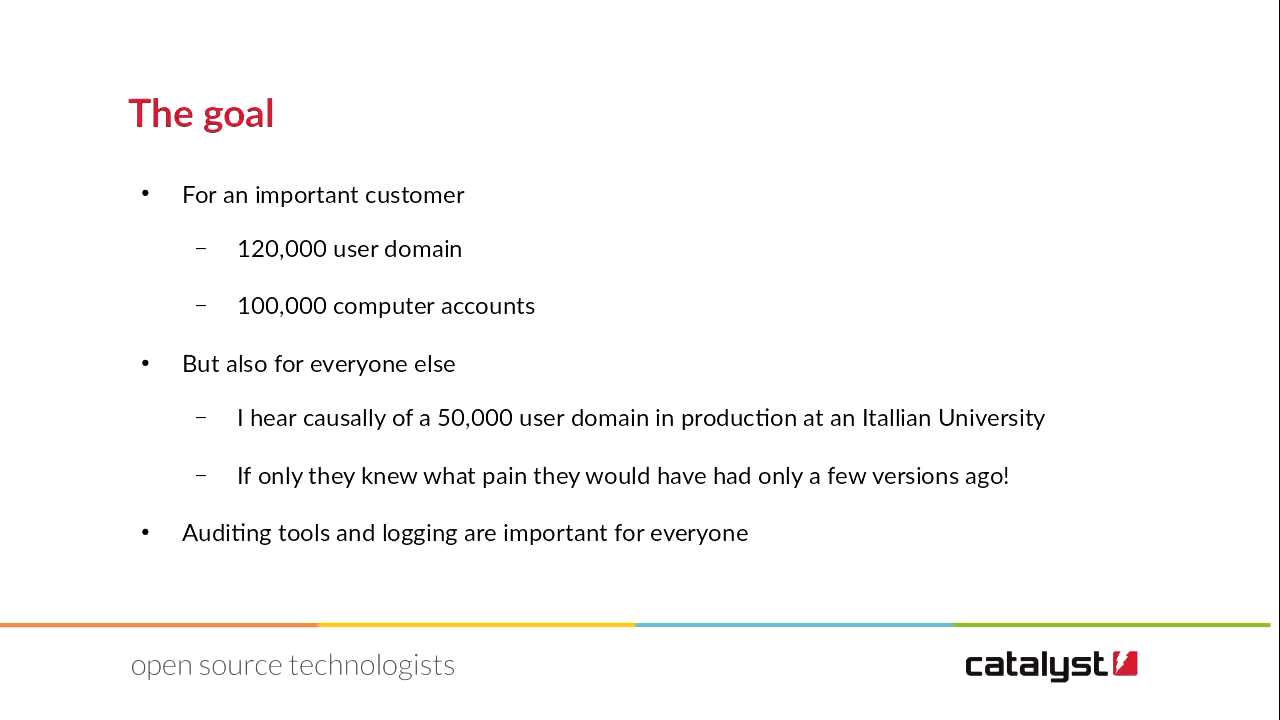 The goal
• For an important customer
– 120,000 user domain
– 100,000 computer accounts
• But also for everyone else
– I hear causally of a 50,000 user domain in production at an Itallian University
– If only they knew what pain they would have had only a few versions ago!
• Auditing tools and logging are important for everyone
open source technologists
catalyst